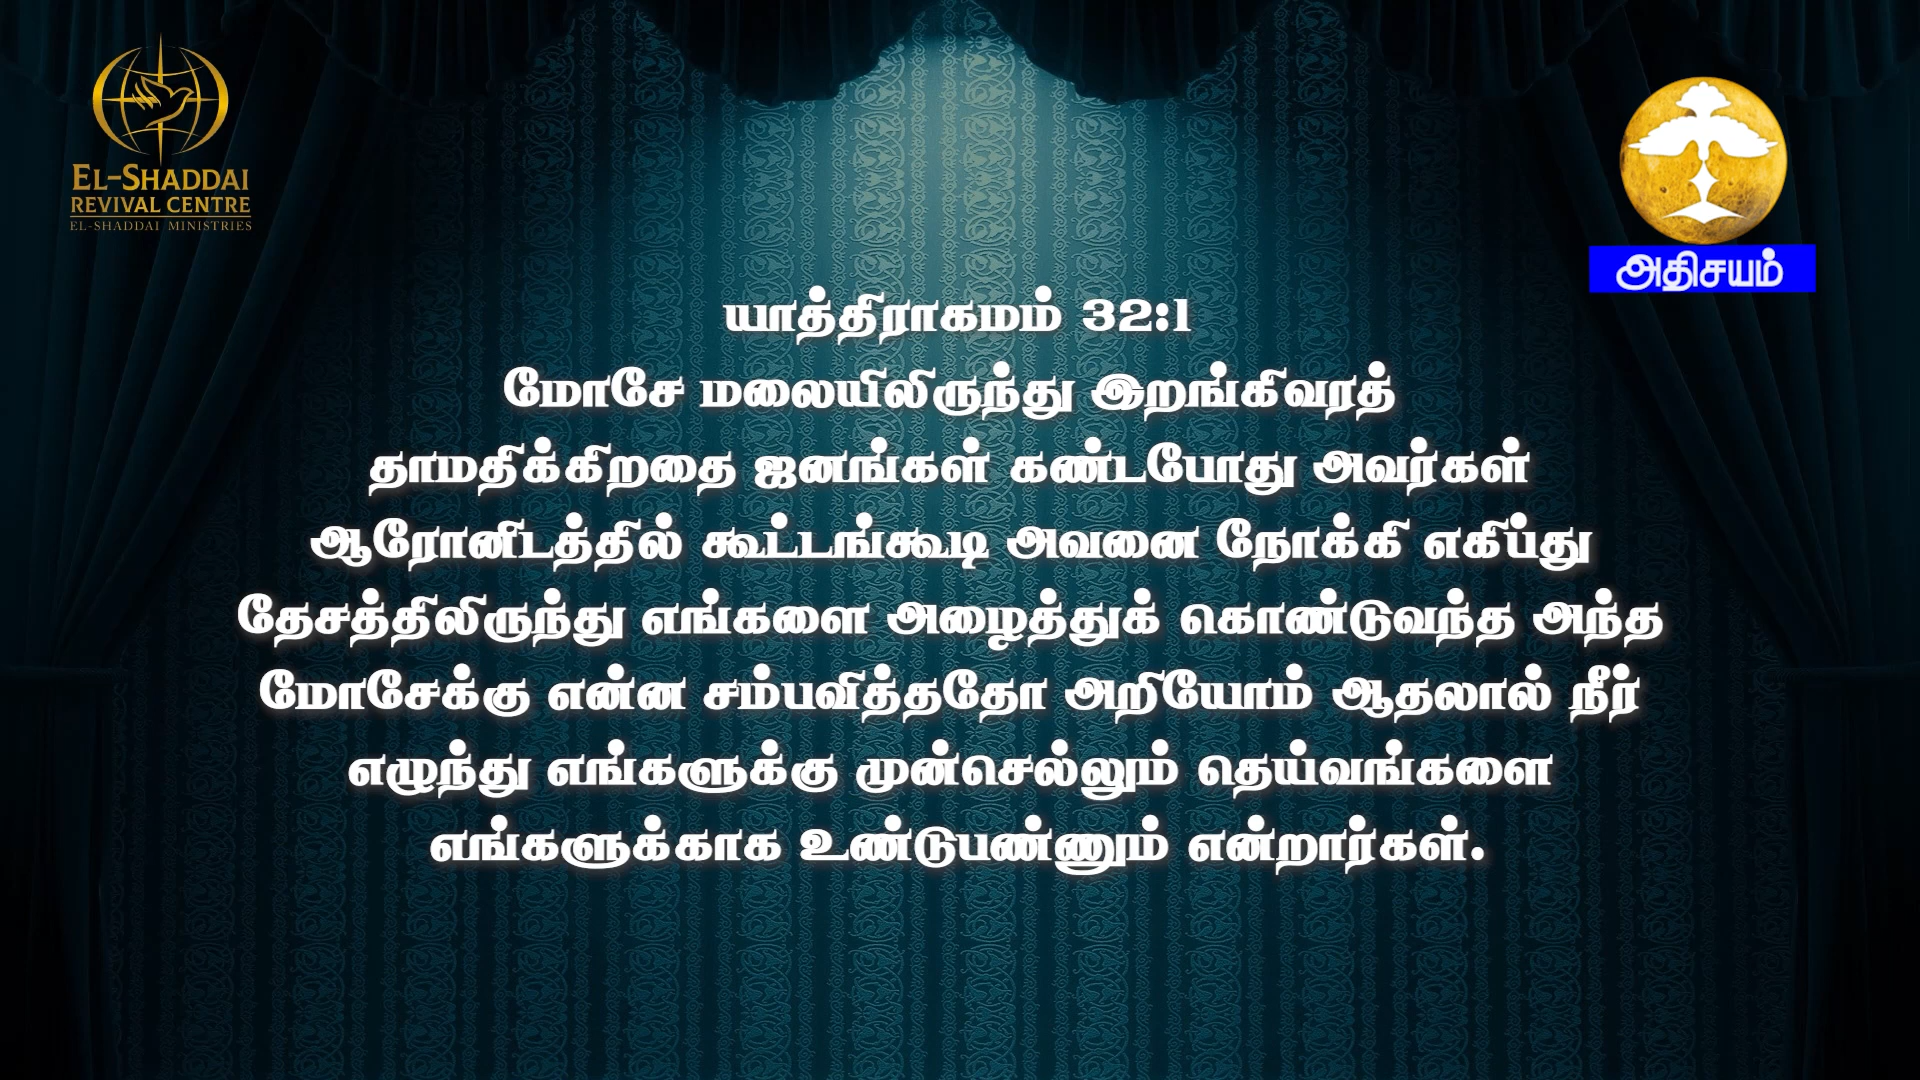 EL-SHADDAI
REVIVAL CENTRE
EL-SHADDAI MINISTRIES
அதிசயம்
யாத்திராகமம் 32:1
மோசே மலையிலிருந்து இறங்கிவரத்
தாமதிக்கிறதை ஜனங்கள் கண்டபோது அவர்கள்
ஆரோனிடத்தில் கூட்டங்கூடி அவனை நோக்கி எகிப்து
தேசத்திலிருந்து எங்களை அழைத்துக் கொண்டுவந்த அந்த
மோசேக்கு என்ன சம்பவித்ததோ அறியோம் ஆதலால் நீர்
எழுந்து எங்களுக்கு முன்செல்லும் தெய்வங்களை
எங்களுக்காக உண்டுபண்ணும் என்றார்கள்.